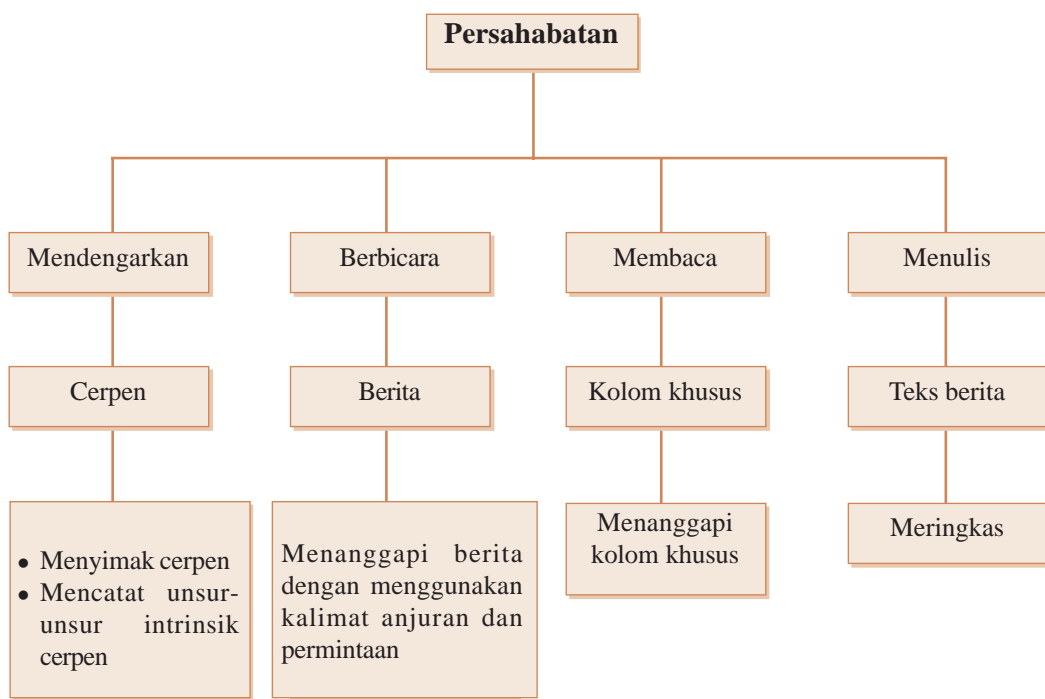 Persahabatan
Mendengarkan
Berbicara
Membaca
Menulis
Cerpen
Berita
Kolom khusus
Teks berita
• Menyimak cerpen
• Mencatat unsur-
unsur intrinsik
cerpen
Menanggapi berita
dengan menggunakan
kalimat anjuran dan
permintaan
Menanggapi
kolom khusus
Meringkas